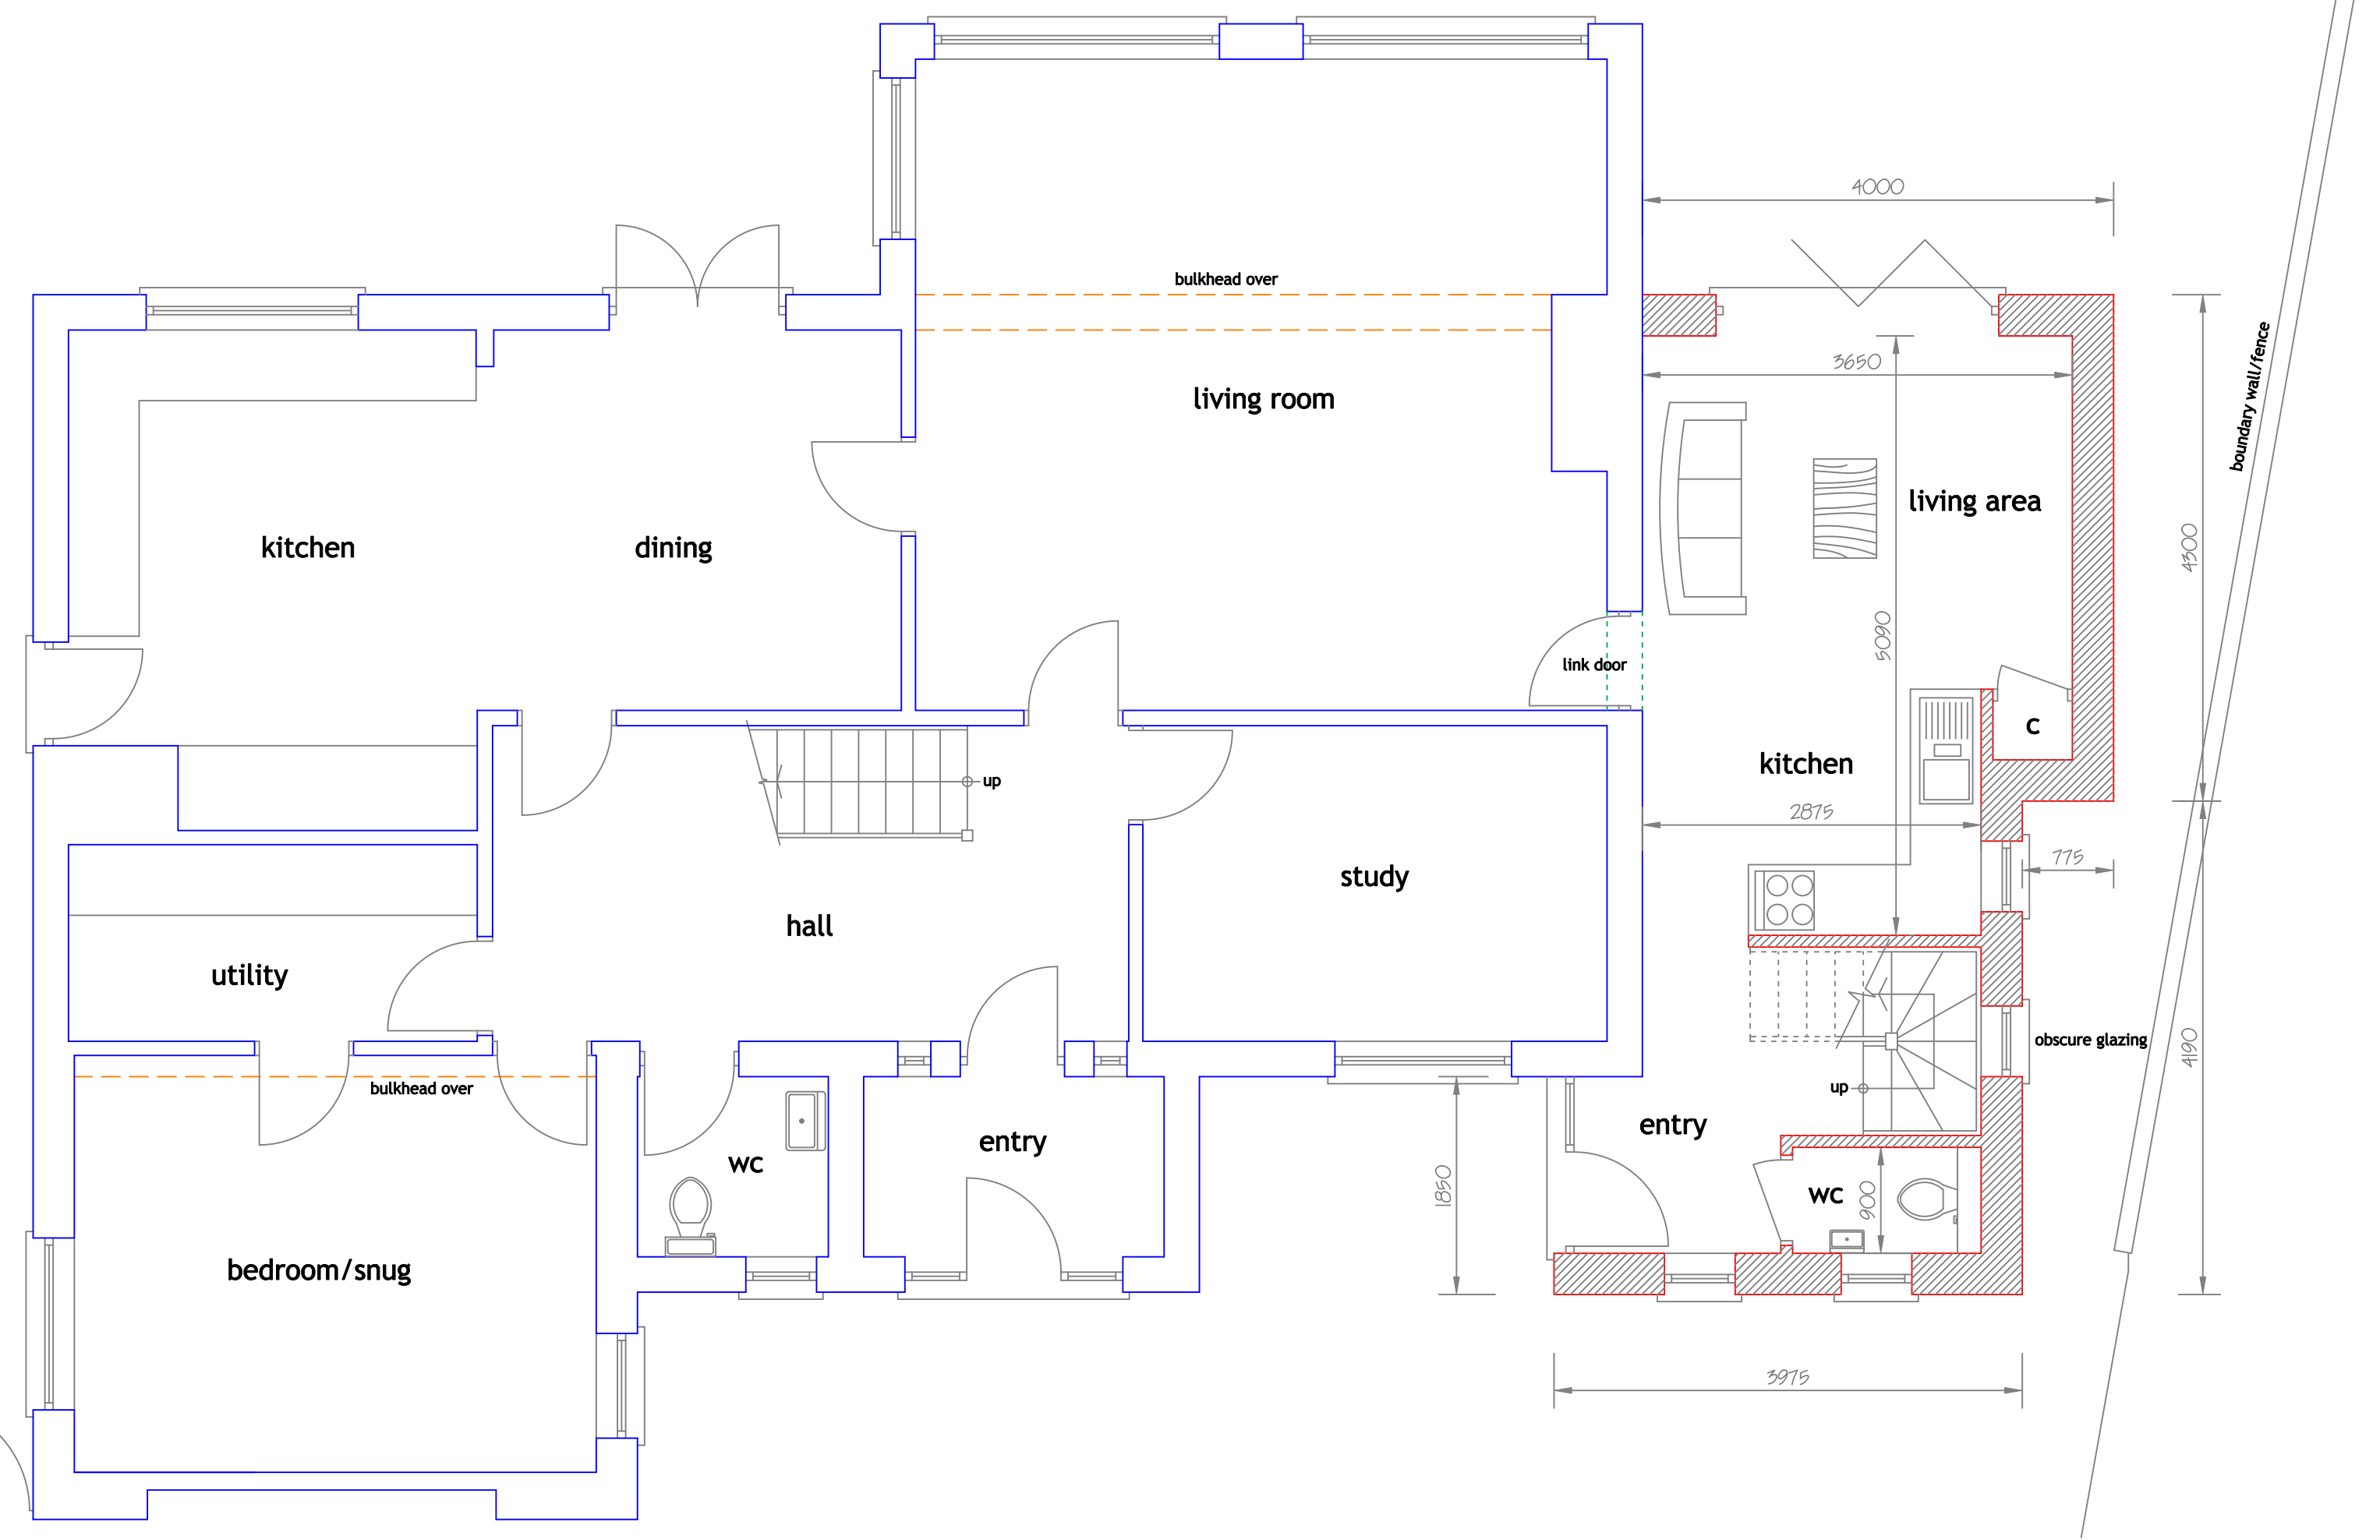 4000
bulkhead over
3650
boundary wall/fence
living room
living area
4300
kitchen
dining
5090
link door
c
kitchen
up
2875
775
study
hall
utility
obscure glazing
4190
bulkhead over
up
entry
entry
wc
1850
wc
900
bedroom/snug
3975